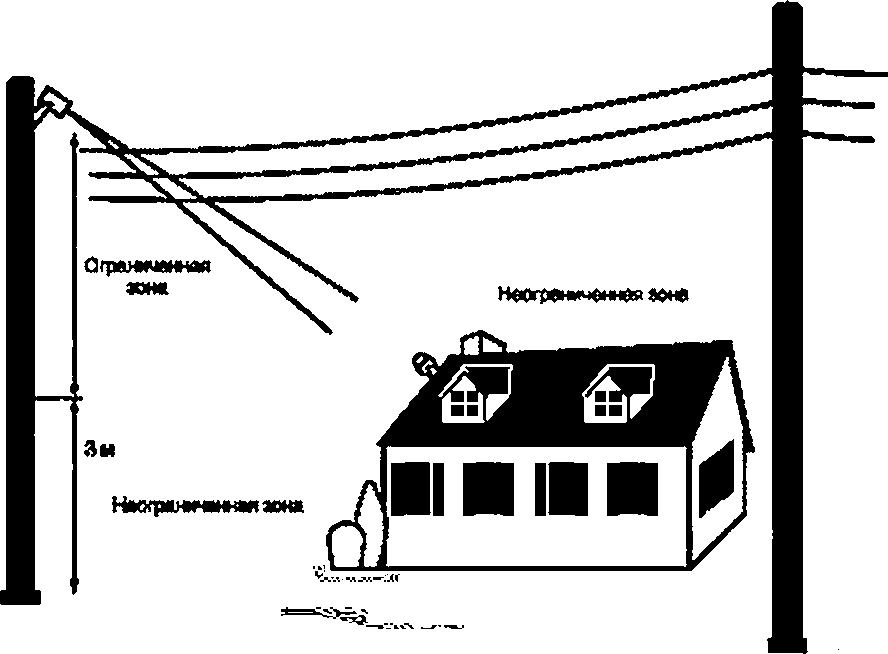 Ограниченная
зона
Неограниченная зона
3 м
Неограниченная зона